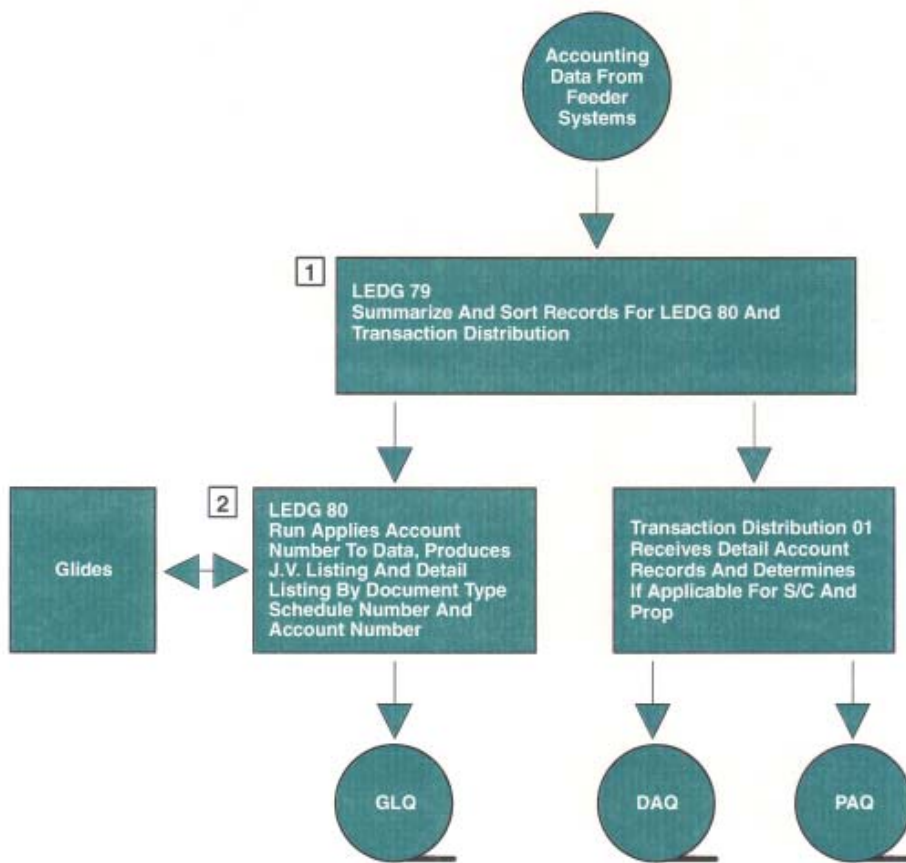 Accounting
Data From
Feeder
Systems
1
LEDG 79
Summarize And Sort Records For LEDG 80 And
Transaction Distribution
2
LEDG 80
Run Applies Account
Number To Data, Produces
J.V. Listing And Detail
Listing By Document Type
Schedule Number And
Account Number
Glides
Transaction Distribution 01
Receives Detail Account
Records And Determines
If Applicable For S/C And
Prop
GLQ
DAQ
PAQ